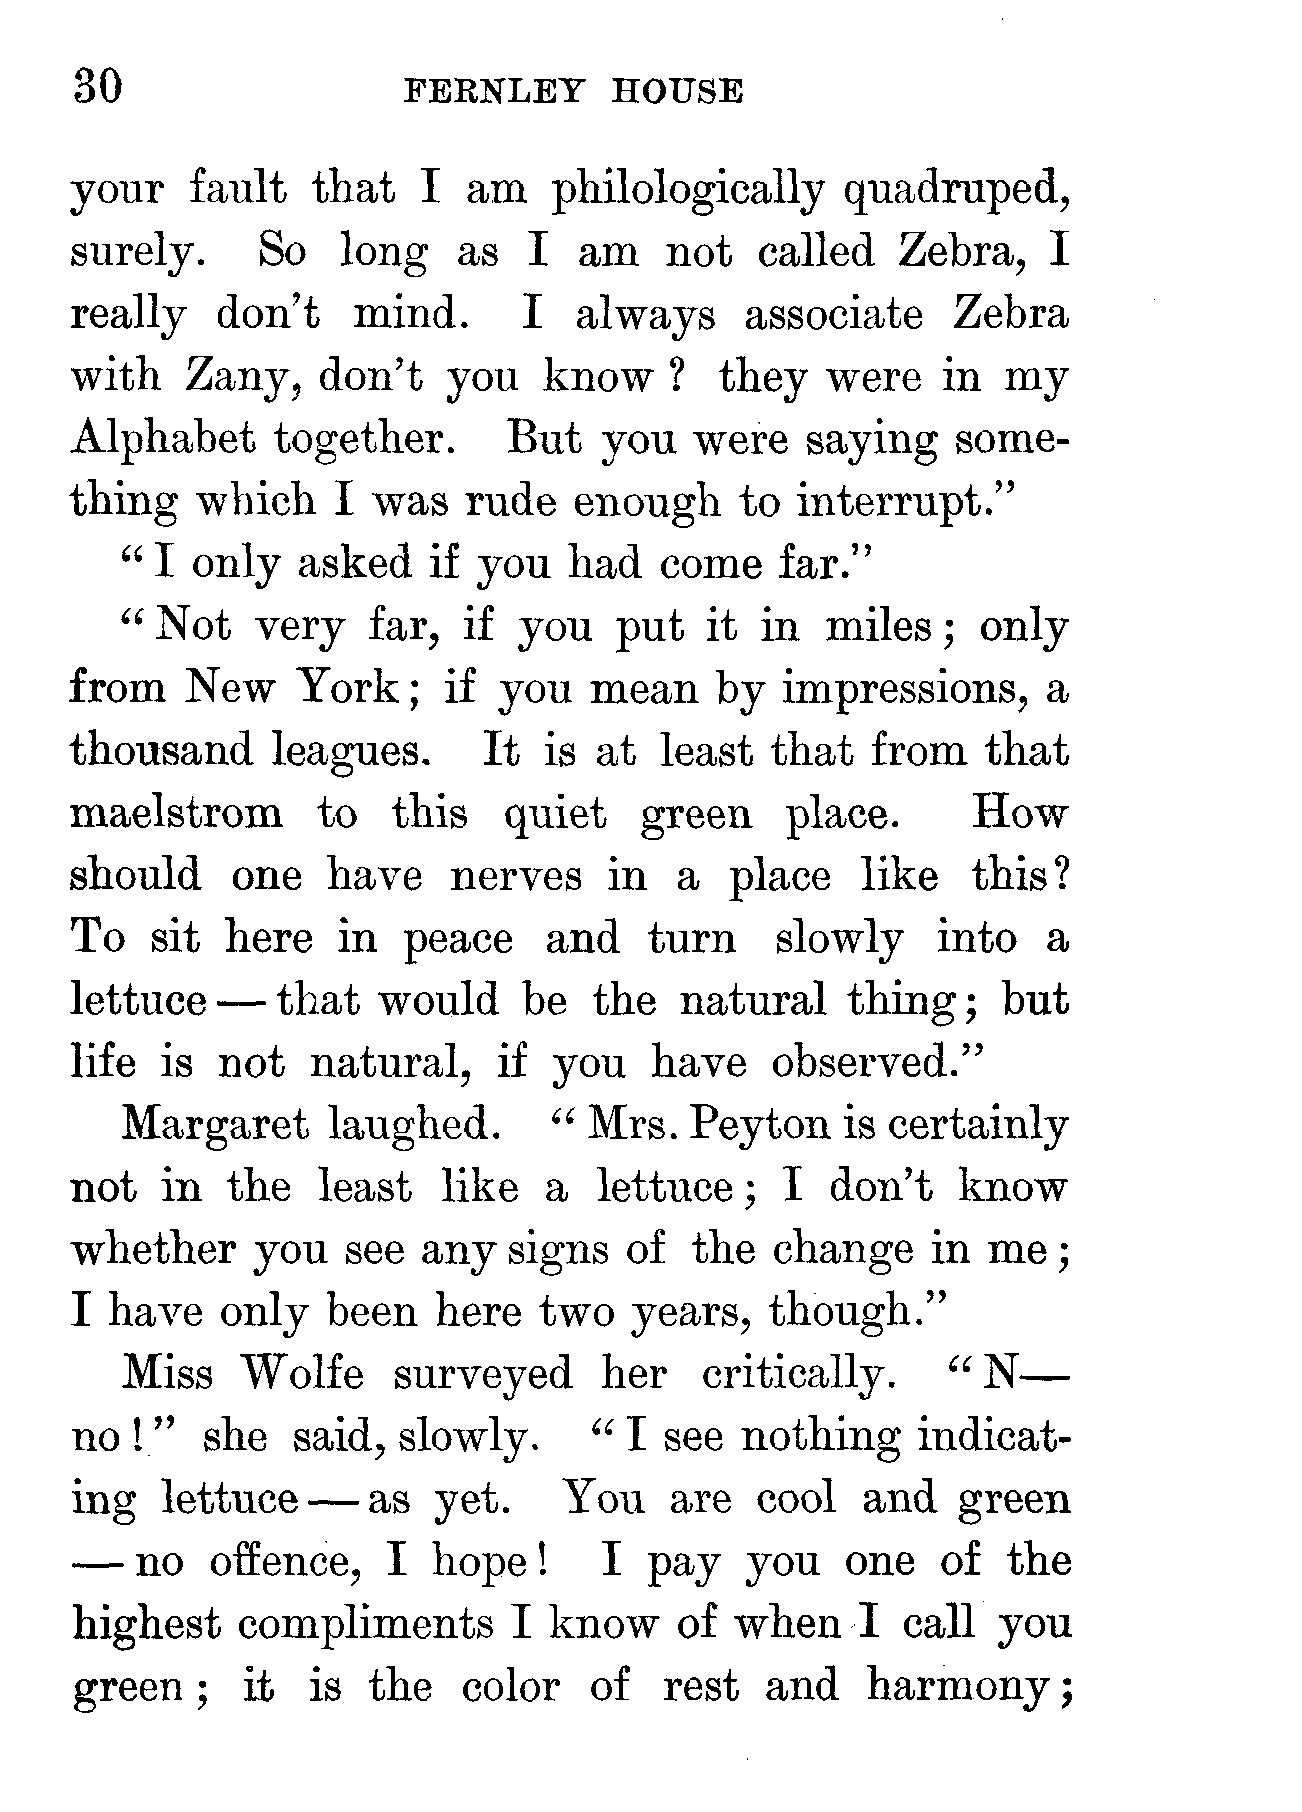 30 FERNLEY HOUSE
your fault that I am philologically quadruped,
surely. So long as I am not called Zebra, I
really don't mind. I always associate Zebra
with Zany, don't you know ? they were in my
Alphabet together. But you were saying some-
thing which I was rude enough to interrupt.”
“ I only asked if you had come far.”
“ Not very far, if you put it in miles ; only
from New York ; if you mean by impressions, a
thousand leagues. It is at least that from that
maelstrom to this quiet green place. How
should one have nerves in a place like this?
To sit here in peace and turn slowly into a
lettuce — that would be the natural thing ; but
life is not natural, if you have observed.”
Margaret laughed. “ Mrs. Peyton is certainly
not in the least like a lettuce ; I don't know
whether you see any signs of the change in me ;
I have only been here two years, though.”
Miss Wolfe surveyed her critically. “ N—
no ! ” she said, slowly. “ I see nothing indicat-
ing lettuce — as yet. You are cool and green
— no offence, I hope! I pay you one of the
highest compliments I know of when I call you
green ; it is the color of rest and harmony ;